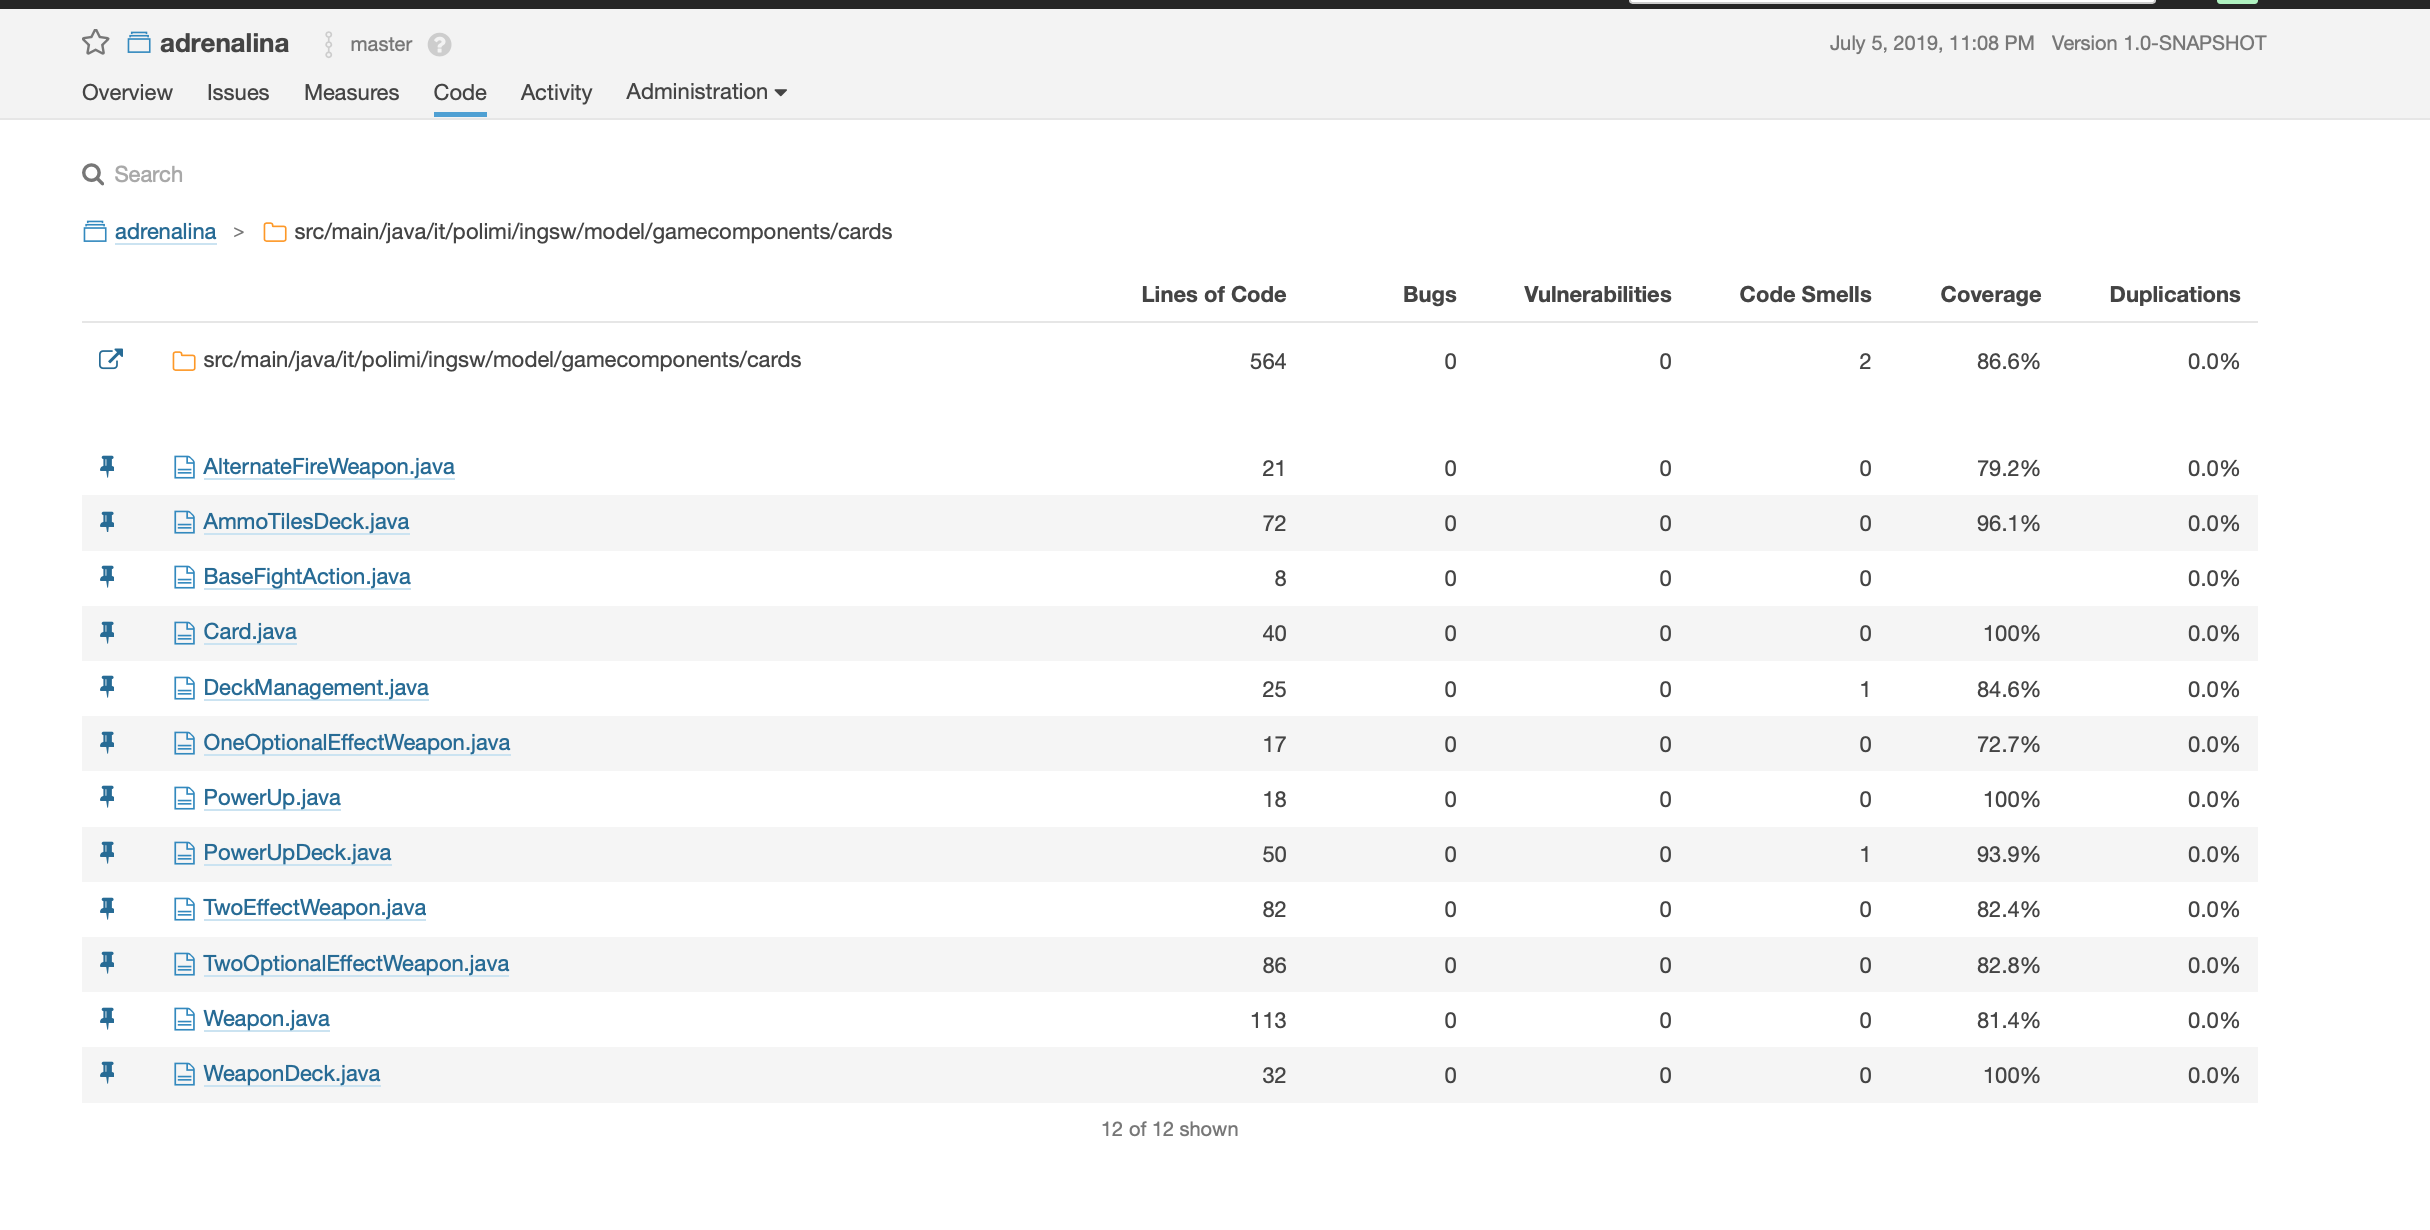 adrenalina master ? July 5, 2019, 11:08 PM Version 1.0-SNAPSHOT
Overview Issues Measures Code Activity Administration
Search
adrenalina > src/main/java/it/polimi/ingsw/model/gamecomponents/cards
Lines of Code Bugs Vulnerabilities Code Smells Coverage Duplications
src/main/java/it/polimi/ingsw/model/gamecomponents/cards 564 0 0 2 86.6% 0.0%
AlternateFireWeapon.java 21 0 0 0 79.2% 0.0%
AmmoTilesDeck.java 72 0 0 0 96.1% 0.0%
BaseFightAction.java 8 0 0 0 0.0%
Card.java 40 0 0 0 100% 0.0%
DeckManagement.java 25 0 0 1 84.6% 0.0%
OneOptionalEffectWeapon.java 17 0 0 0 72.7% 0.0%
PowerUp.java 18 0 0 0 100% 0.0%
PowerUpDeck.java 50 0 0 1 93.9% 0.0%
TwoEffectWeapon.java 82 0 0 0 82.4% 0.0%
TwoOptionalEffectWeapon.java 86 0 0 0 82.8% 0.0%
Weapon.java 113 0 0 0 81.4% 0.0%
WeaponDeck.java 32 0 0 0 100% 0.0%
12 of 12 shown